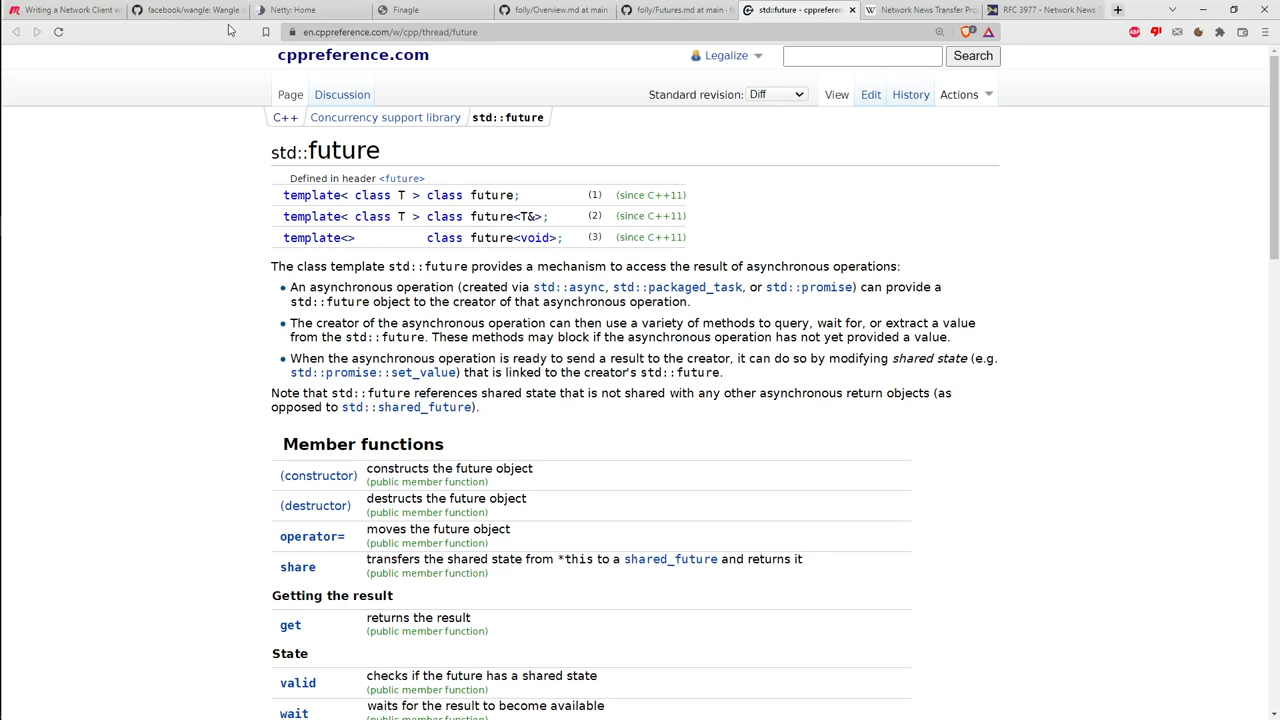 Writing a Network Client wi
facebook/wangle: Wangle i
Netty: Home
Finagle
folly/Overview.md at main
folly/Futures.md at main ·
std::future - cppreferenc
Network News Transfer Pro
RFC 3977 - Network News T
en.cppreference.com/w/cpp/thread/future
cppreference.com
Legalize
Search
Page
Discussion
Standard revision:
Diff
View
Edit
History
Actions
C++
Concurrency support library
std::future
std::future
Defined in header <future>
template< class T > class future; (1) (since C++11)
template< class T > class future<T&>; (2) (since C++11)
template<> class future<void>; (3) (since C++11)
The class template std::future provides a mechanism to access the result of asynchronous operations:
• An asynchronous operation (created via std::async, std::packaged_task, or std::promise) can provide a
std::future object to the creator of that asynchronous operation.
• The creator of the asynchronous operation can then use a variety of methods to query, wait for, or extract a value
from the std::future. These methods may block if the asynchronous operation has not yet provided a value.
• When the asynchronous operation is ready to send a result to the creator, it can do so by modifying shared state (e.g.
std::promise::set_value) that is linked to the creator's std::future.
Note that std::future references shared state that is not shared with any other asynchronous return objects (as
opposed to std::shared_future).
Member functions
(constructor) constructs the future object
(public member function)
(destructor) destructs the future object
(public member function)
operator= moves the future object
(public member function)
share transfers the shared state from *this to a shared_future and returns it
(public member function)
Getting the result
get returns the result
(public member function)
State
valid checks if the future has a shared state
(public member function)
wait waits for the result to become available
(public member function)